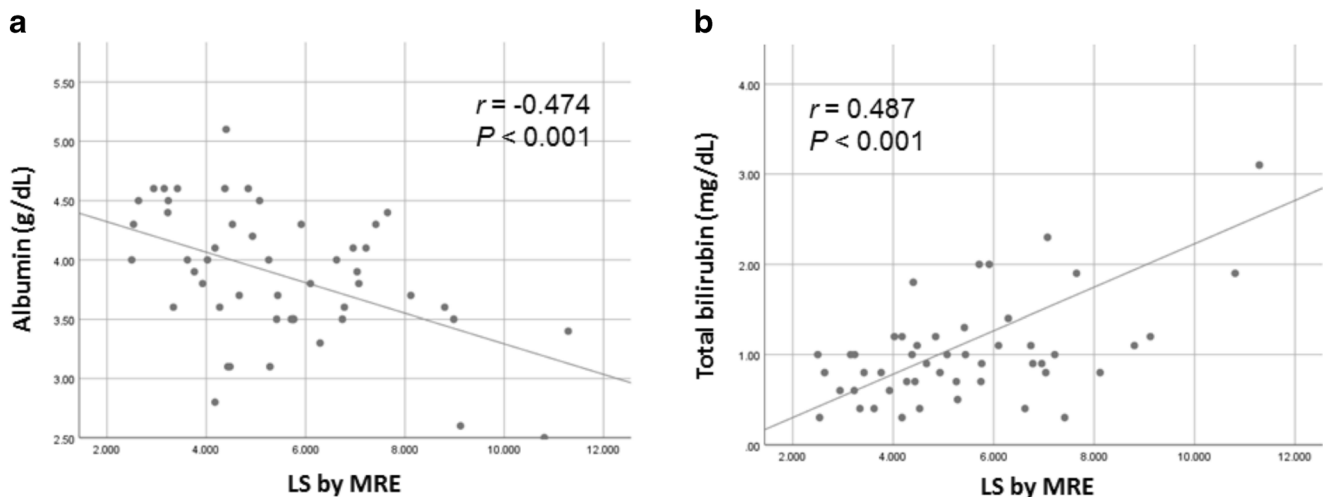 a
Albumin (g/dL)
5.50
5.00
4.50
4.00
3.50
3.00
2.50
r = -0.474
P < 0.001
2.000 4.000 6.000 8.000 10.000 12.000
LS by MRE
b
Total bilirubin (mg/dL)
4.00
3.00
2.00
1.00
.00
r = 0.487
P < 0.001
2.000 4.000 6.000 8.000 10.000 12.000
LS by MRE